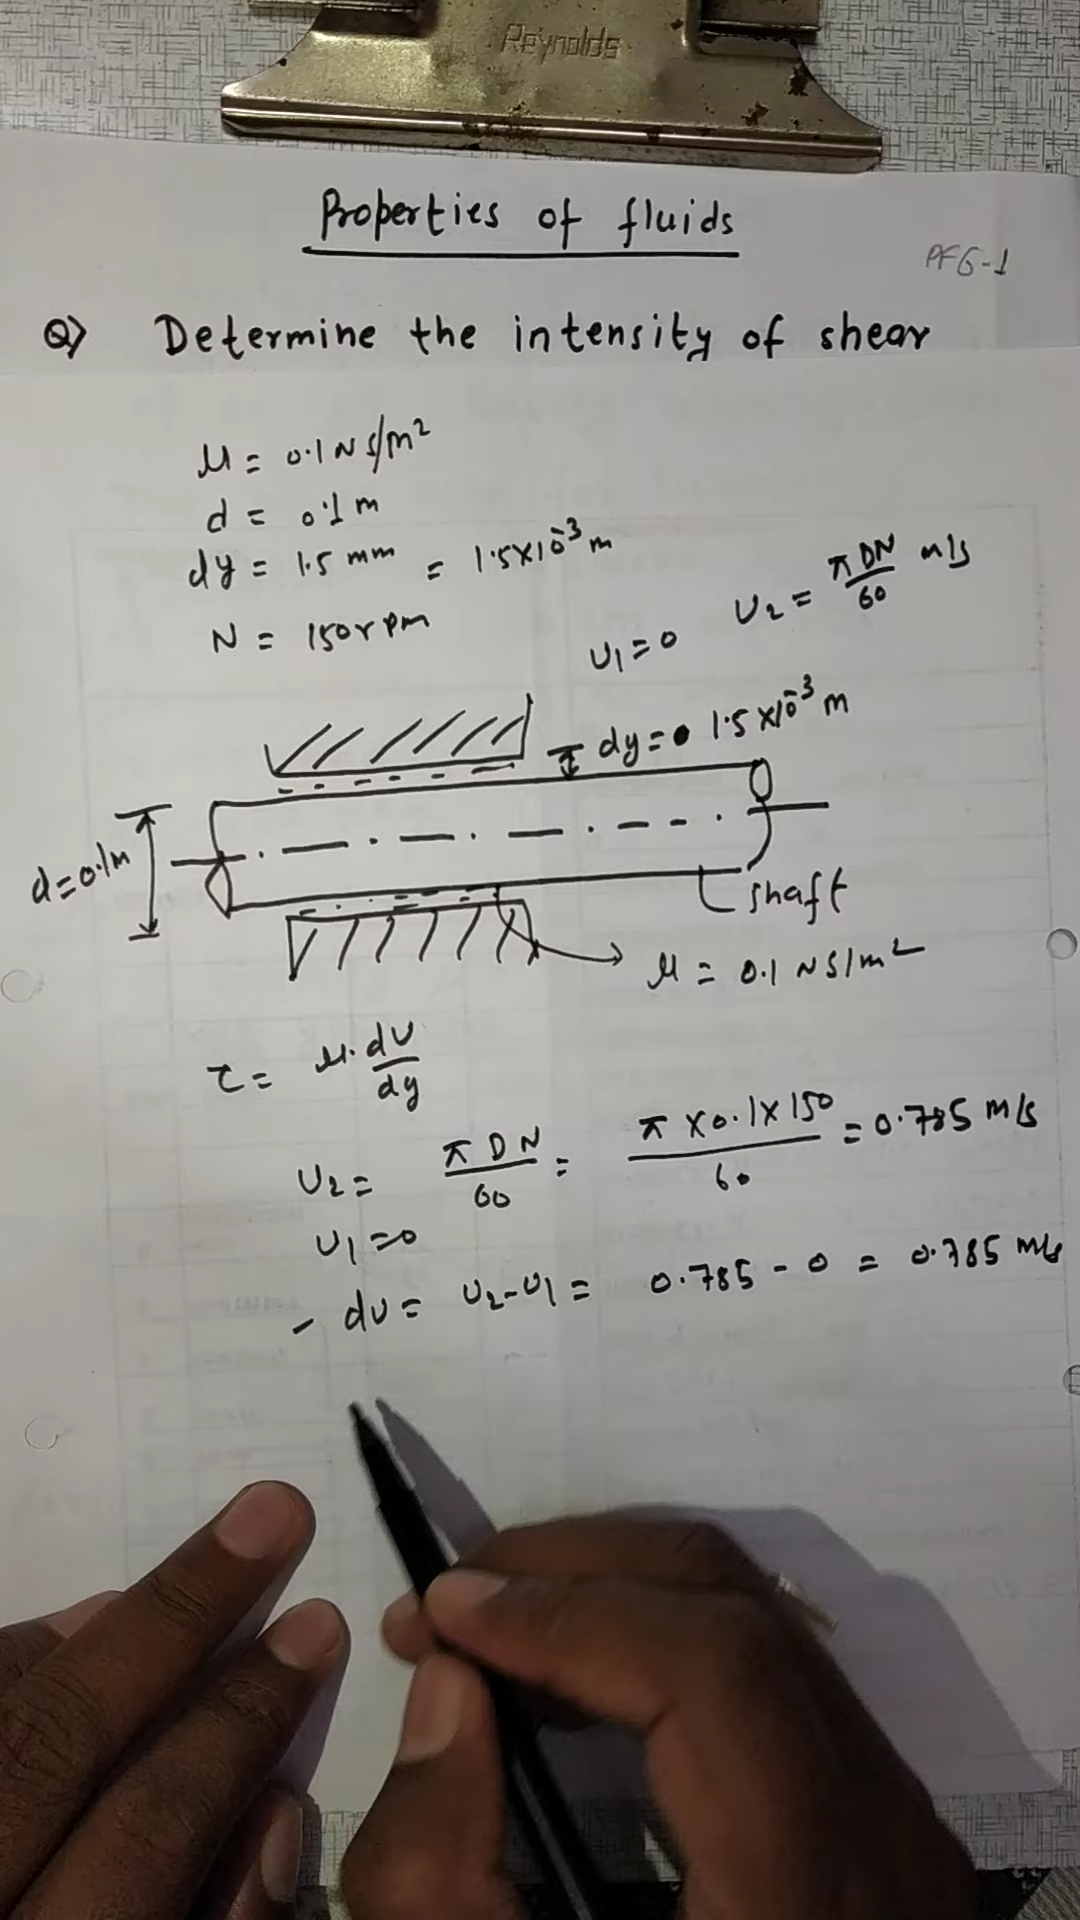 Reynolds
Properties of fluids
PFG-1
Q) Determine the intensity of shear
μ = 0.1 N s/m²
d = 0.1 m
dy = 1.5 mm = 1.5×10⁻³ m
N = 150 rpm
U₁=0 U₂ = πDN/60 m/s
dy = 1.5×10⁻³ m
d=0.1m
shaft
μ = 0.1 NS/m²
τ = μ. du/dy
U₂ = πDN/60 = π×0.1×150/60 = 0.785 m/s
U₁=0
- du = U₂-U₁ = 0.785 - 0 = 0.785 m/s